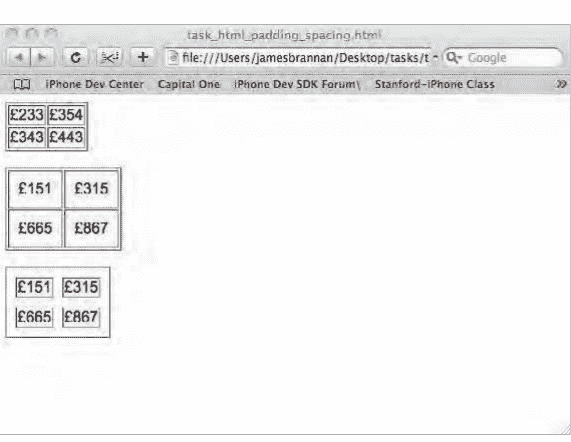 task_html_padding_spacing.html
file:///Users/jamesbrannan/Desktop/tasks/t Google
iPhone Dev Center Capital One iPhone Dev SDK Forum\ Stanford-iPhone Class »
£233 £354
£343 £443
£151 £315
£665 £867
£151 £315
£665 £867